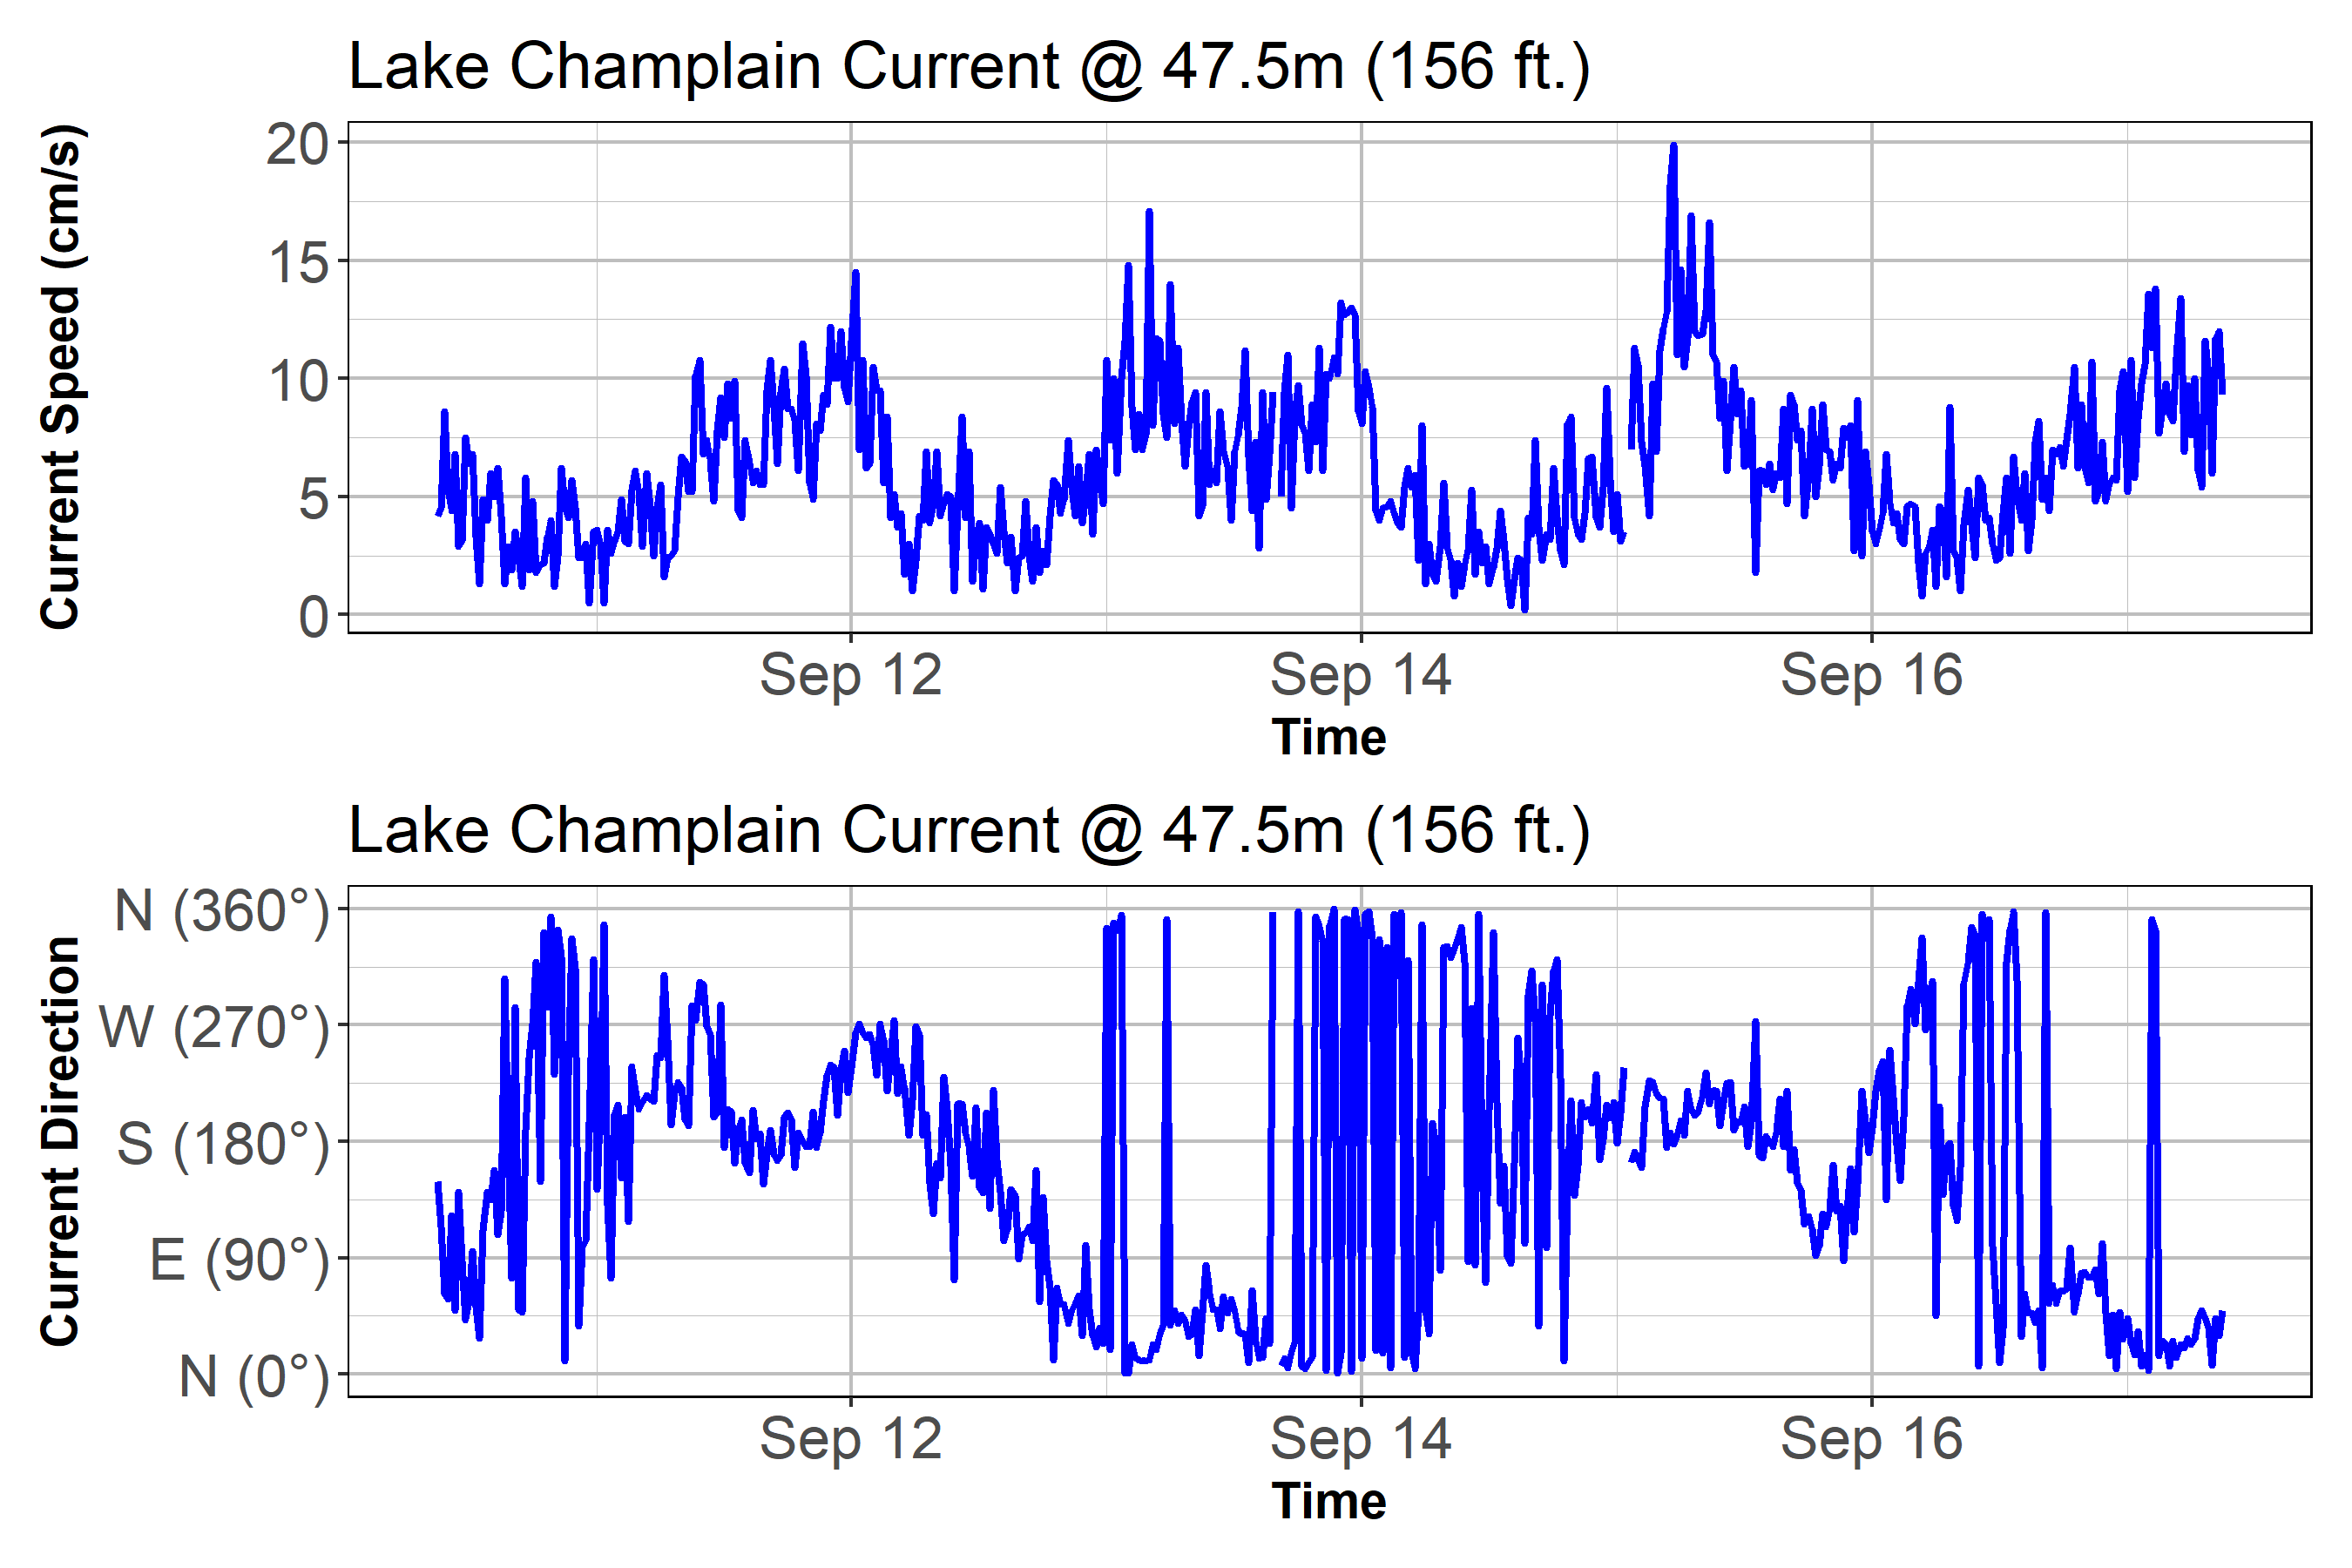 Lake Champlain Current @ 47.5m (156 ft.)
Current Speed (cm/s)
20
15
10
5
0
Sep 12 Sep 14 Sep 16
Time
Lake Champlain Current @ 47.5m (156 ft.)
Current Direction
N (360°)
W (270°)
S (180°)
E (90°)
N (0°)
Sep 12 Sep 14 Sep 16
Time